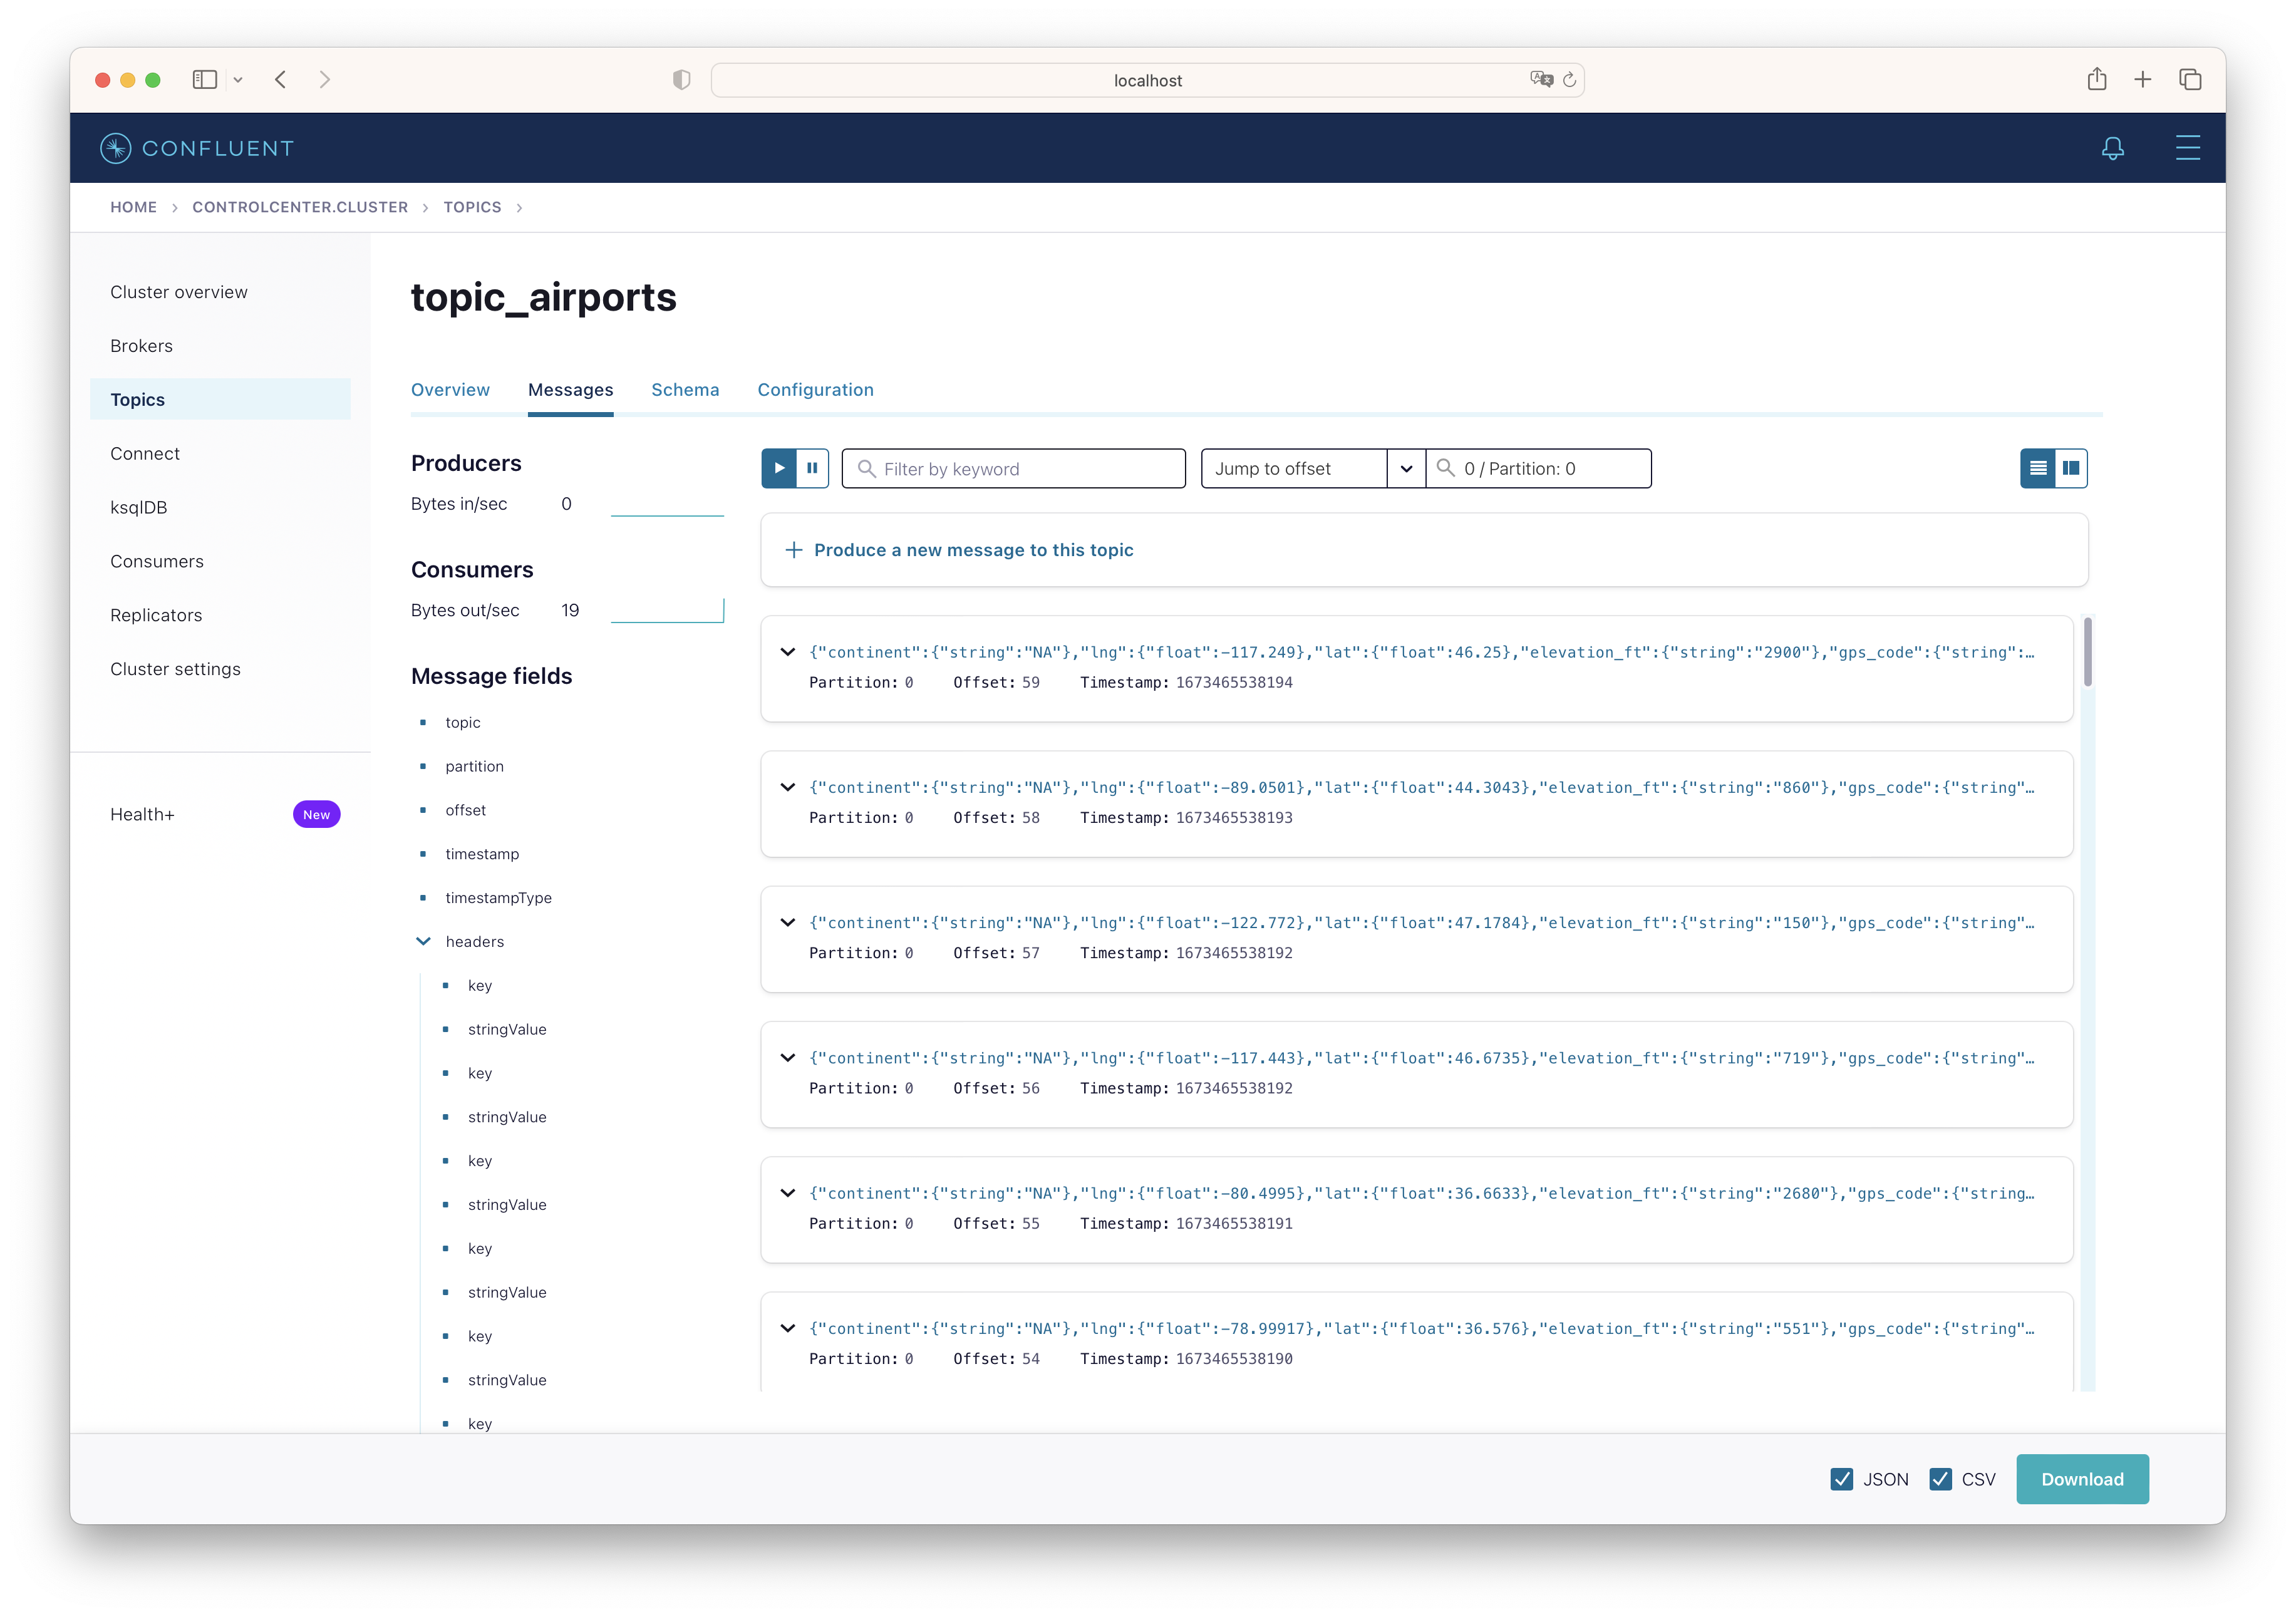 localhost
CONFLUENT
HOME > CONTROLCENTER.CLUSTER > TOPICS >
Cluster overview
Brokers
Topics
Connect
ksqlDB
Consumers
Replicators
Cluster settings
Health+ New
topic_airports
Overview Messages Schema Configuration
Producers
Bytes in/sec 0
Consumers
Bytes out/sec 19
Message fields
topic
partition
offset
timestamp
timestampType
headers
key
stringValue
key
stringValue
key
stringValue
key
stringValue
key
stringValue
key
Filter by keyword Jump to offset 0 / Partition: 0
+ Produce a new message to this topic
{"continent":{"string":"NA"},"lng":{"float":-117.249},"lat":{"float":46.25},"elevation_ft":{"string":"2900"},"gps_code":{"string":…
Partition: 0 Offset: 59 Timestamp: 1673465538194
{"continent":{"string":"NA"},"lng":{"float":-89.0501},"lat":{"float":44.3043},"elevation_ft":{"string":"860"},"gps_code":{"string"…
Partition: 0 Offset: 58 Timestamp: 1673465538193
{"continent":{"string":"NA"},"lng":{"float":-122.772},"lat":{"float":47.1784},"elevation_ft":{"string":"150"},"gps_code":{"string"…
Partition: 0 Offset: 57 Timestamp: 1673465538192
{"continent":{"string":"NA"},"lng":{"float":-117.443},"lat":{"float":46.6735},"elevation_ft":{"string":"719"},"gps_code":{"string"…
Partition: 0 Offset: 56 Timestamp: 1673465538192
{"continent":{"string":"NA"},"lng":{"float":-80.4995},"lat":{"float":36.6633},"elevation_ft":{"string":"2680"},"gps_code":{"string…
Partition: 0 Offset: 55 Timestamp: 1673465538191
{"continent":{"string":"NA"},"lng":{"float":-78.99917},"lat":{"float":36.576},"elevation_ft":{"string":"551"},"gps_code":{"string"…
Partition: 0 Offset: 54 Timestamp: 1673465538190
JSON CSV Download